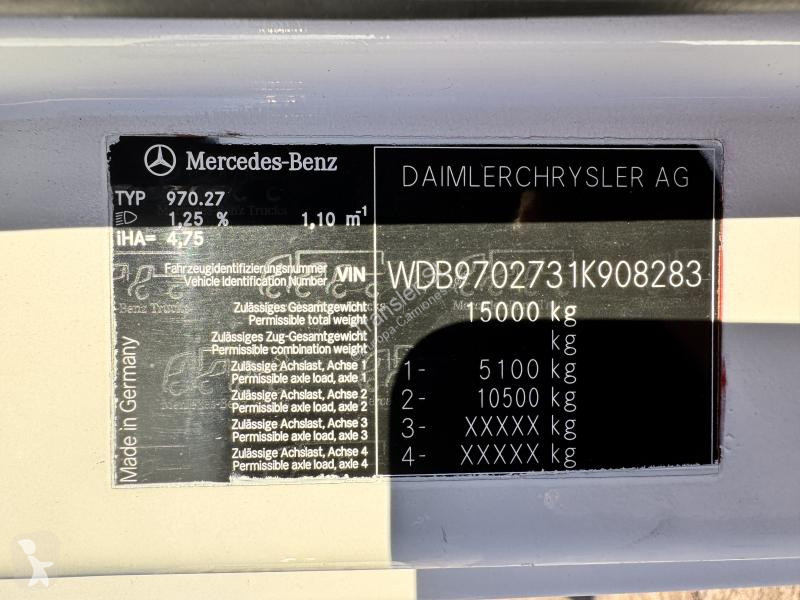 Mercedes-Benz
DAIMLERCHRYSLER AG
TYP 970.27
1,25 % 1,10 m-1
iHA= 4,75
Fahrzeugidentifizierungsnummer
Vehicle Identification Number
VIN
WDB9702731K908283
Zulässiges Gesamtgewicht
Permissible total weight
15000 kg
Zulässiges Zug-Gesamtgewicht
Permissible combination weight
kg
Zulässige Achslast, Achse 1
Permissible axle load, axle 1
1- 5100 kg
Zulässige Achslast, Achse 2
Permissible axle load, axle 2
2- 10500 kg
Zulässige Achslast, Achse 3
Permissible axle load, axle 3
3- XXXXX kg
Zulässige Achslast, Achse 4
Permissible axle load, axle 4
4- XXXXX kg
Made in Germany